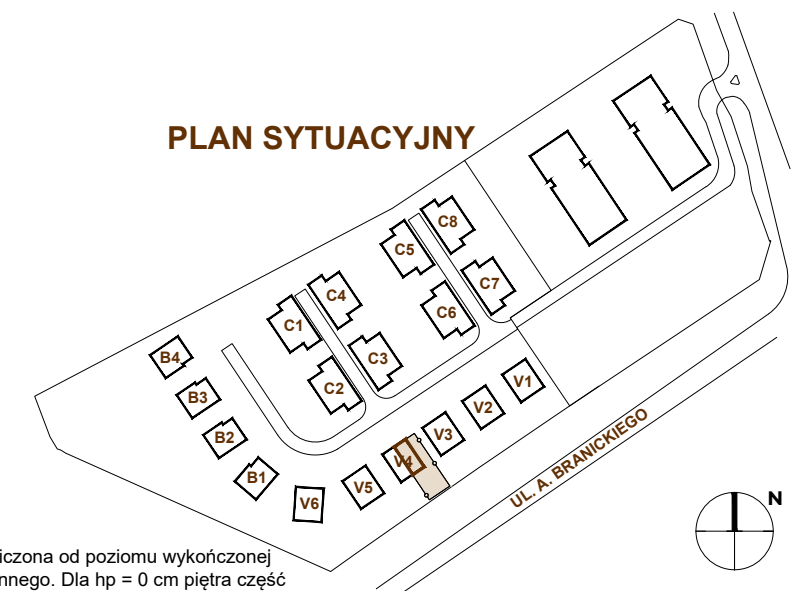 PLAN SYTUACYJNY
C8
C5
C7
C4
C6
C1
C3
B4
C2
V1
B3
V2
V3
B2
V4
B1
V5
V6
UL. A. BRANICKIEGO
N
iczona od poziomu wykończonej
nnego. Dla hp = 0 cm piętra część